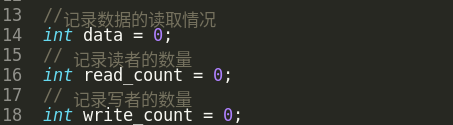 13 //记录数据的读取情况
14 int data = 0;
15 // 记录读者的数量
16 int read_count = 0;
17 // 记录写者的数量
18 int write_count = 0;